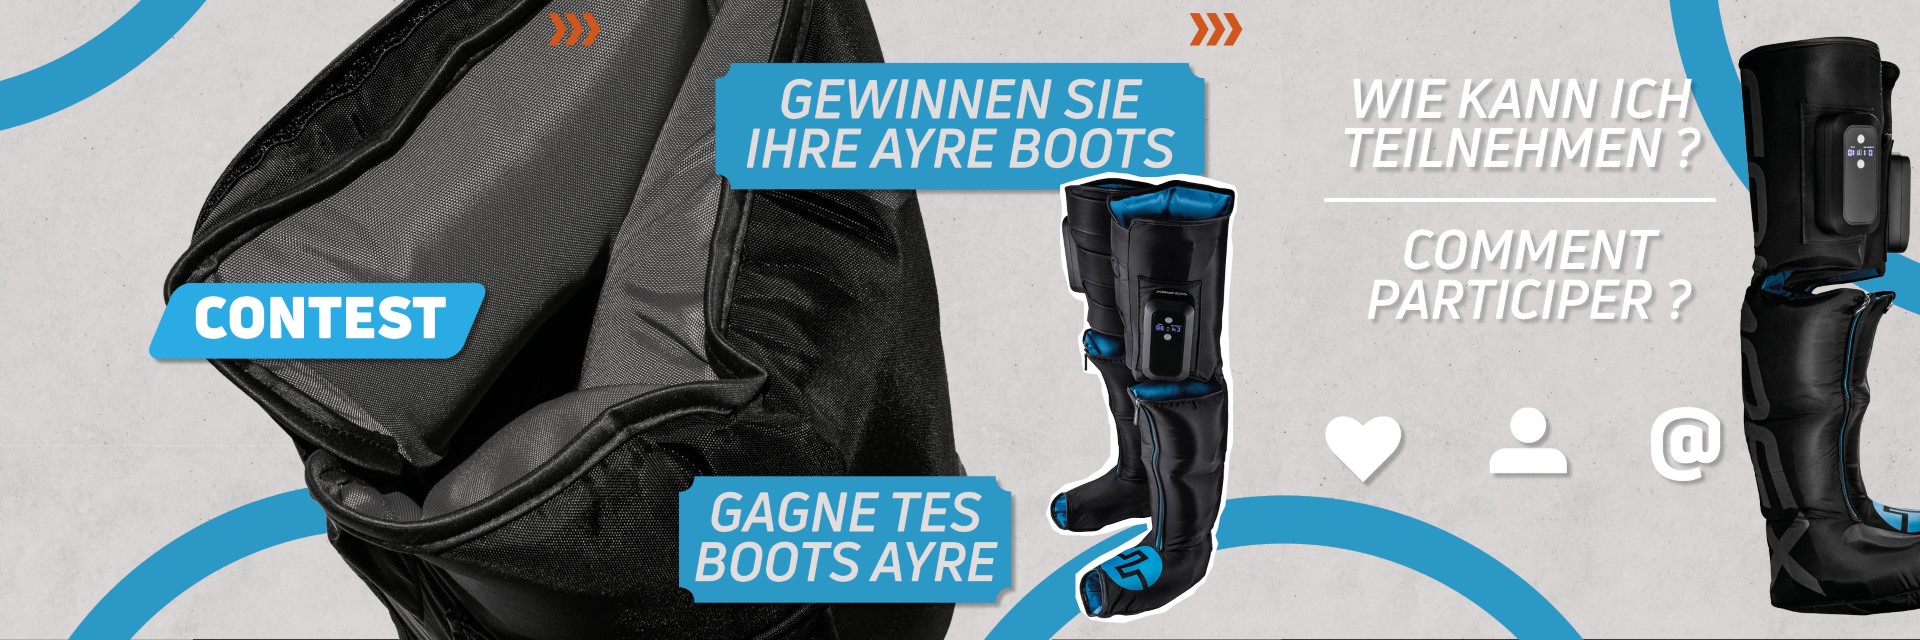 CONTEST
GEWINNEN SIE
IHRE AYRE BOOTS
GAGNE TES
BOOTS AYRE
WIE KANN ICH
TEILNEHMEN ?
COMMENT
PARTICIPER ?
@